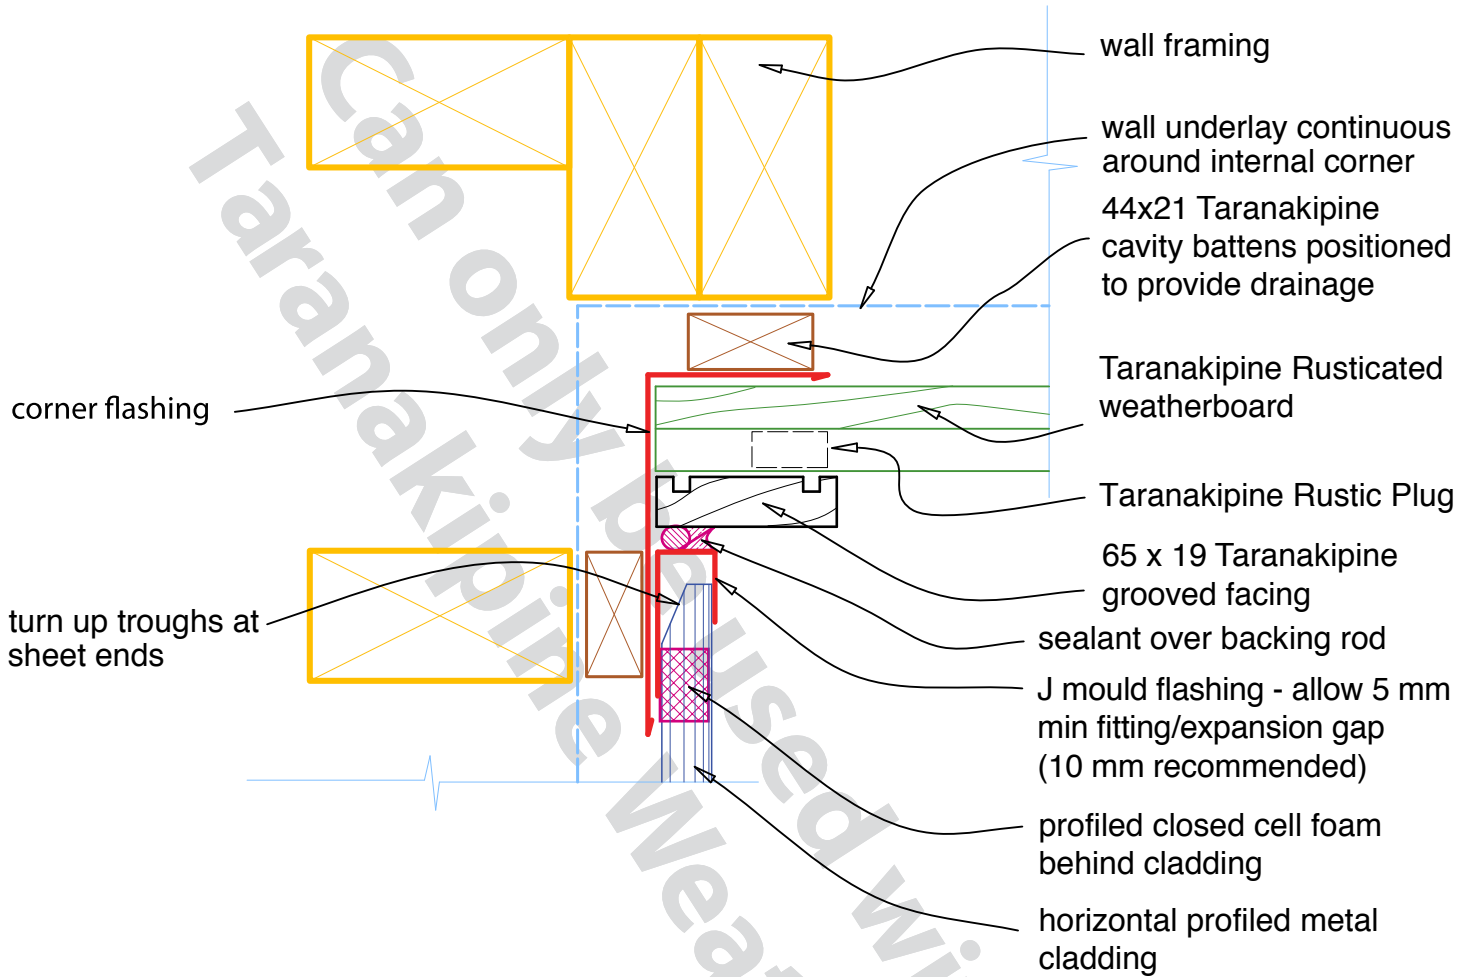 wall framing
wall underlay continuous
around internal corner
44x21 Taranakipine
cavity battens positioned
to provide drainage
Taranakipine Rusticated
weatherboard
Taranakipine Rustic Plug
65 x 19 Taranakipine
grooved facing
sealant over backing rod
J mould flashing - allow 5 mm
min fitting/expansion gap
(10 mm recommended)
profiled closed cell foam
behind cladding
horizontal profiled metal
cladding
corner flashing
turn up troughs at
sheet ends
Can only be used wi
Taranakipine Weat